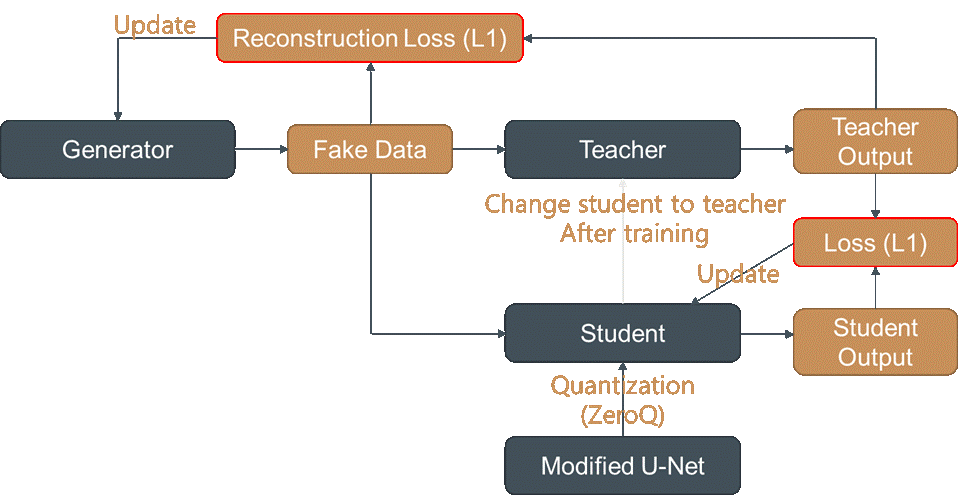 Update
Reconstruction Loss (L1)
Generator
Fake Data
Teacher
Teacher
Output
Change student to teacher
After training
Loss (L1)
Update
Student
Student
Output
Quantization
(ZeroQ)
Modified U-Net